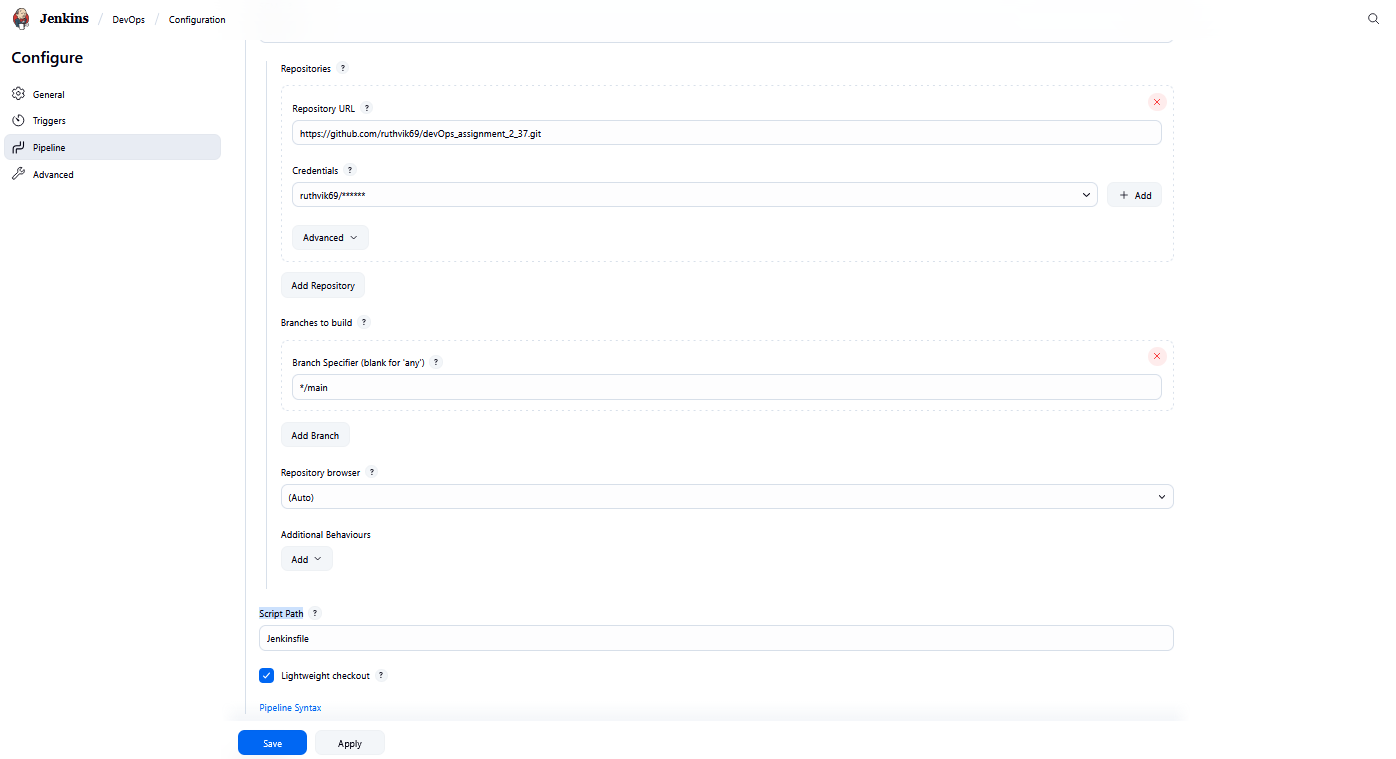 Jenkins / DevOps / Configuration
Configure
General
Triggers
Pipeline
Advanced
Repositories ?
Repository URL ?
https://github.com/ruthvik69/devOps_assignment_2_37.git
Credentials ?
ruthvik69/******
+ Add
Advanced
Add Repository
Branches to build ?
Branch Specifier (blank for 'any') ?
*/main
Add Branch
Repository browser ?
(Auto)
Additional Behaviours
Add
Script Path ?
Jenkinsfile
Lightweight checkout ?
Pipeline Syntax
Save Apply